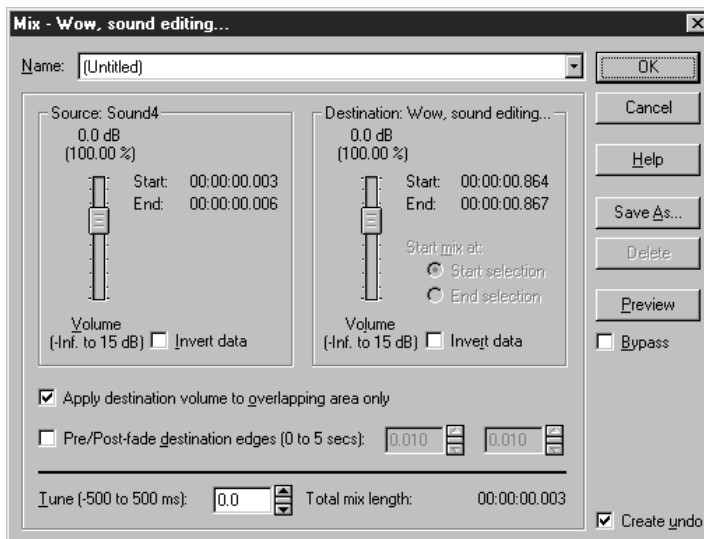 Mix - Wow, sound editing...
Name: (Untitled)
OK
Cancel
Help
Save As...
Delete
Preview
Bypass
Create undo
Source: Sound4
0.0 dB
(100.00 %)
Start: 00:00:00.003
End: 00:00:00.006
Volume
(-Inf. to 15 dB)
Invert data
Destination: Wow, sound editing...
0.0 dB
(100.00 %)
Start: 00:00:00.864
End: 00:00:00.867
Start mix at:
Start selection
End selection
Volume
(-Inf. to 15 dB)
Invert data
Apply destination volume to overlapping area only
Pre/Post-fade destination edges (0 to 5 secs): 0.010 0.010
Tune (-500 to 500 ms): 0.0 Total mix length: 00:00:00.003